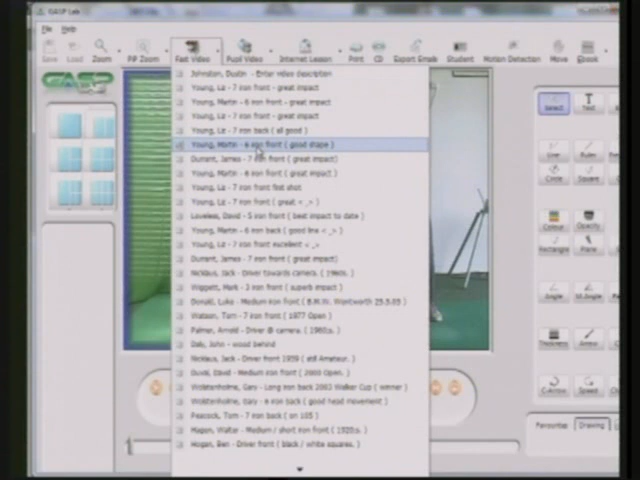 GASP Lab
File Help
Save Load Zoom PiP Zoom Fast Video Pupil Video Internet Lesson Print CD Export Emails Student Motion Detection Move Ebook
GASP
Johnston, Dustin - Enter video description
Young, Liz - 7 iron front - great impact
Young, Martin - 6 iron front - great impact
Young, Liz - 7 iron front - great impact
Young, Liz - 7 iron back ( all good )
Young, Martin - 6 iron front ( good shape )
Durrant, James - 7 iron front ( great impact)
Young, Martin - 6 iron front ( great impact )
Young, Liz - 7 iron front fast shot
Young, Liz - 7 iron front ( great < _> )
Loveless, David - 5 iron front ( best impact to date )
Young, Martin - 6 iron back ( good line < _> )
Young, Liz - 7 iron front excellent < _<
Durrant, James - 7 iron front ( great impact)
Nicklaus, Jack - Driver towards camera. ( 1960s. )
Wiggett, Mark - 3 iron front ( superb impact )
Donald, Luke - Medium iron front ( B.M.W. Wentworth 25.5.05 )
Watson, Tom - 7 iron front ( 1977 Open )
Palmer, Arnold - Driver @ camera. ( 1960s. )
Daly, John - wood behind
Nicklaus, Jack - Driver front 1959 ( still Amateur. )
Duval, David - Medium iron front ( 2000 Open. )
Wolstenholme, Gary - Long iron back 2003 Walker Cup ( winner )
Wolstenholme, Gary - 6 iron back ( good head movement )
Peacock, Tom - 7 iron back ( on 105 )
Hagen, Walter - Medium / short iron front ( 1920s. )
Hogan, Ben - Driver front ( black / white squares. )
Select Text
Line Ruler
Circle Square
Colour Opacity
Rectangle Plane
Angle
Thickness Arrow
C-Arrow Speed
Favourites Drawing